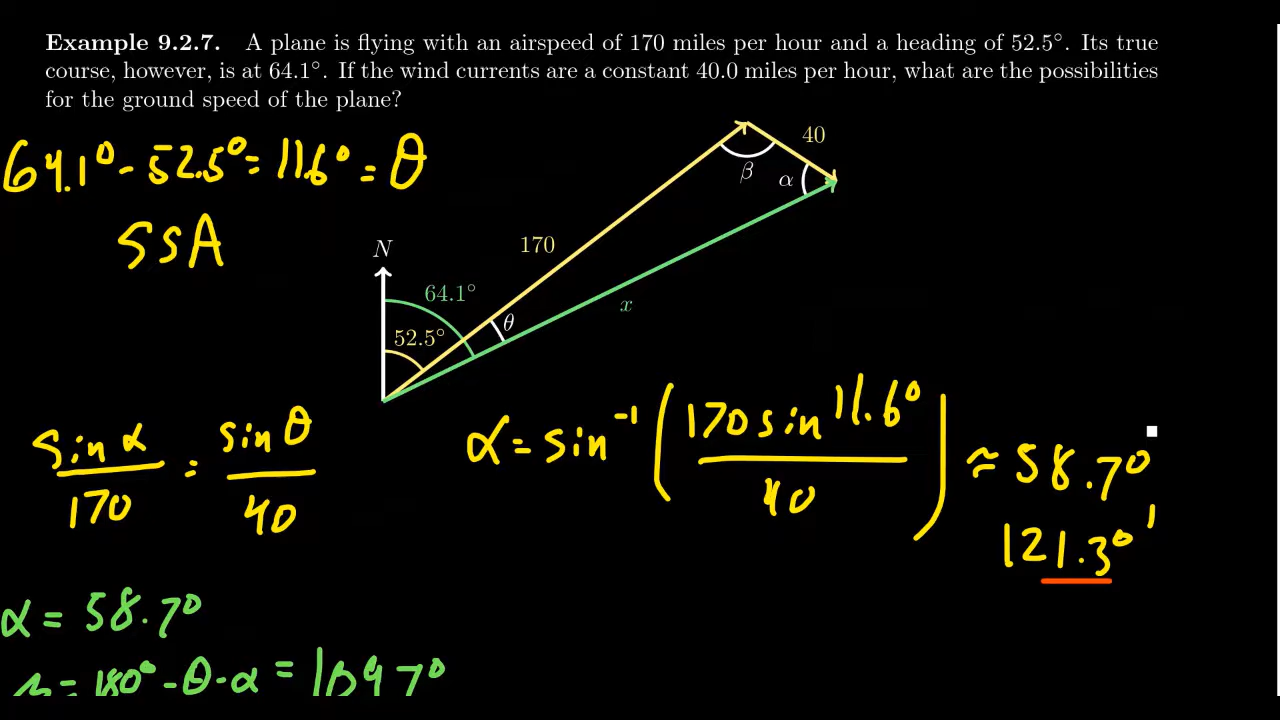 Example 9.2.7. A plane is flying with an airspeed of 170 miles per hour and a heading of 52.5°. Its true
course, however, is at 64.1°. If the wind currents are a constant 40.0 miles per hour, what are the possibilities
for the ground speed of the plane?
64.1° - 52.5° = 11.6° = θ
SSA
40
β
α
170
N
64.1°
x
θ
52.5°
sin α / 170 = sin θ / 40
α = sin⁻¹ ( 170 sin 11.6° / 40 ) ≈ 58.7°,
121.3°
α = 58.7°
β = 180° - θ - α = 109.7°